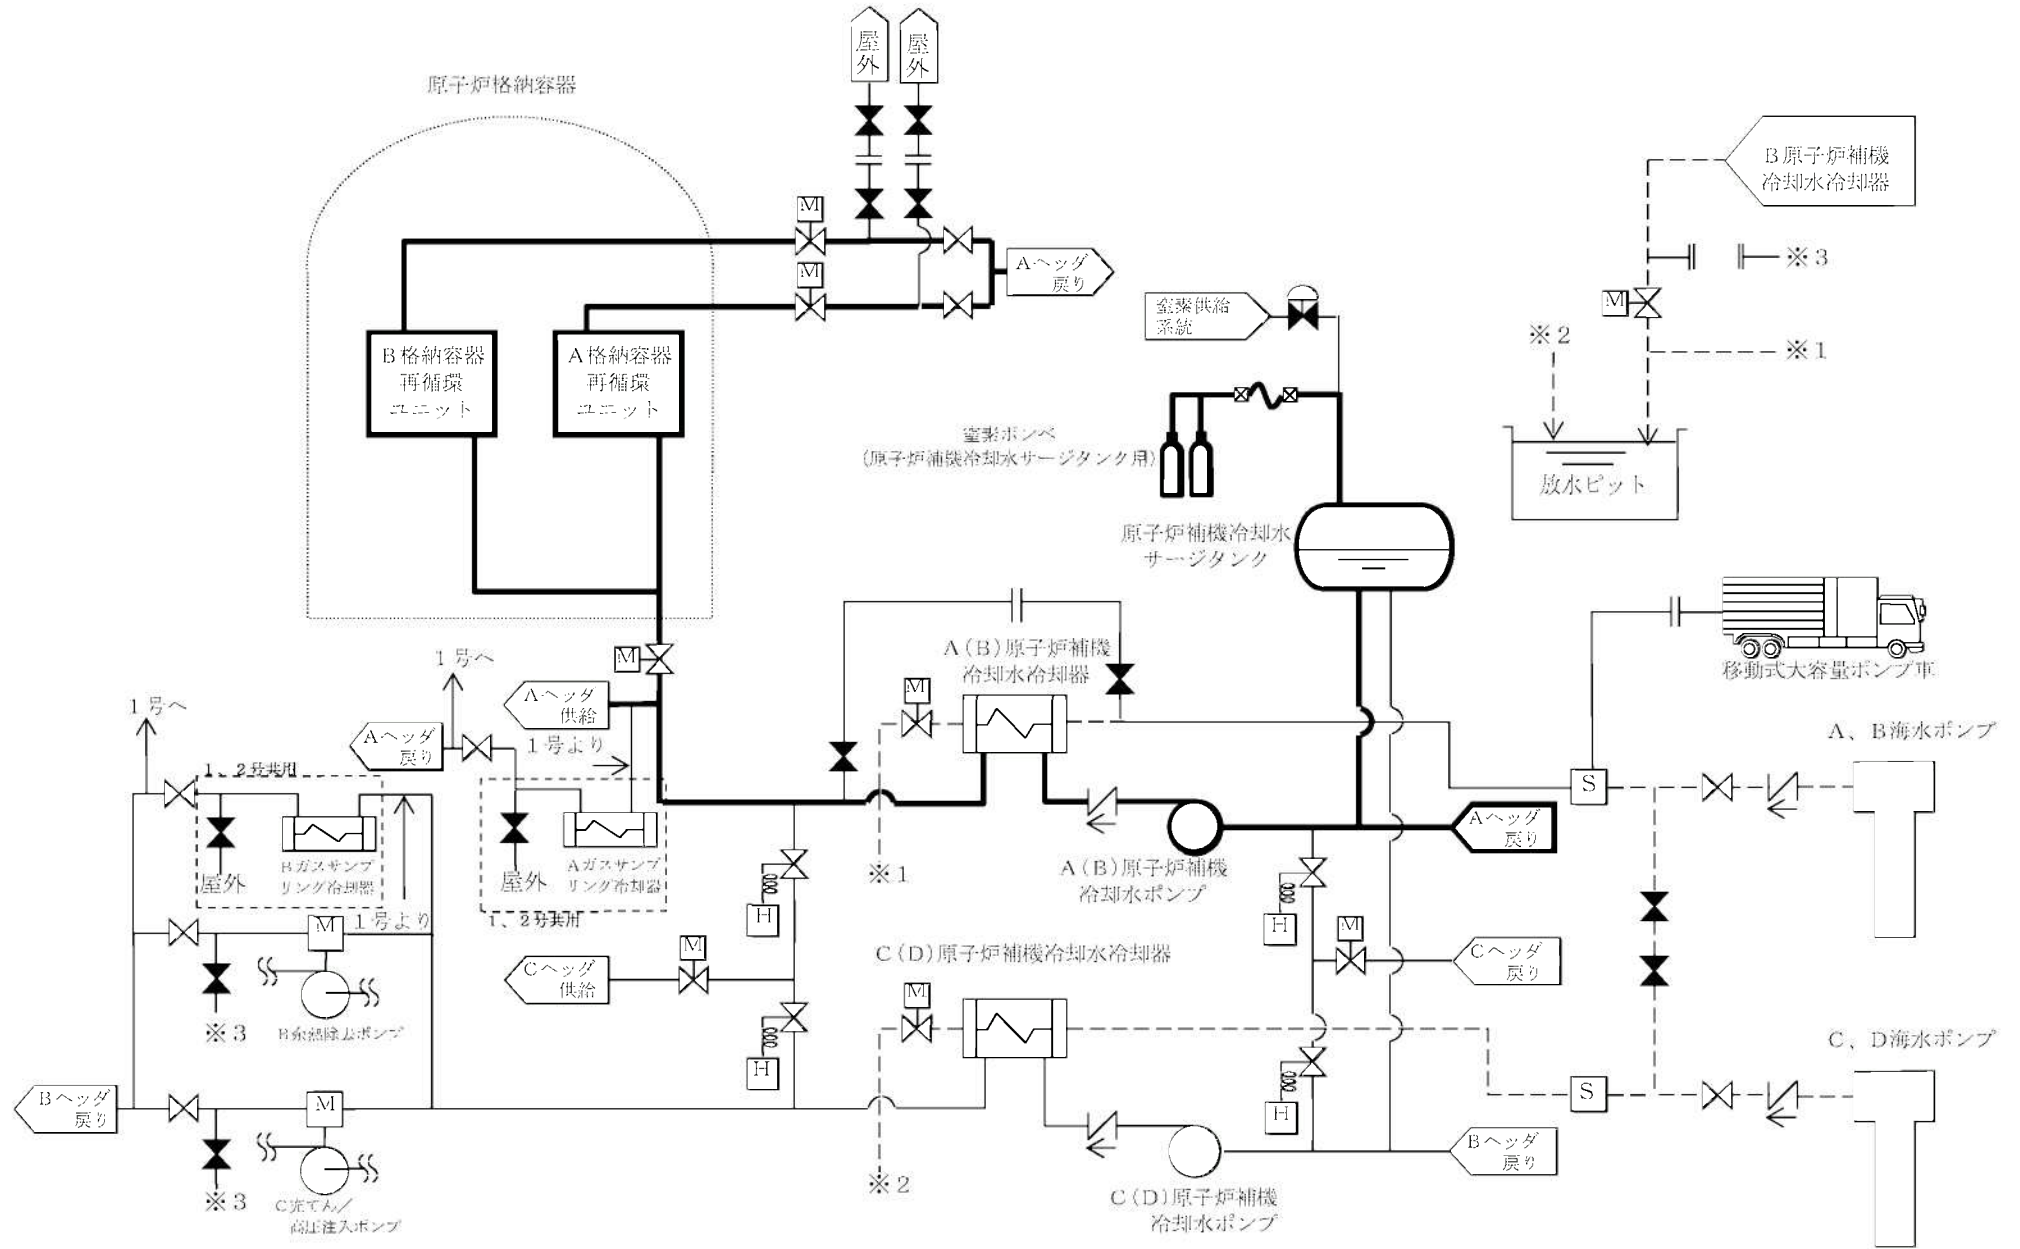 屋外
屋外
原子炉格納容器
B原子炉補機
冷却水冷却器
M
※3
M
Aヘッダ
戻り
M
窒素供給
系統
M
※2
※1
B格納容器
再循環
ユニット
A格納容器
再循環
ユニット
窒素ボンベ
(原子炉補機冷却水サージタンク用)
放水ピット
原子炉補機冷却水
サージタンク
1号へ
M
A(B)原子炉補機
冷却水冷却器
移動式大容量ポンプ車
1号へ
Aヘッダ
供給
M
A、B海水ポンプ
Aヘッダ
戻り
1号より
1、2号共用
S
Aヘッダ
戻り
Bガスサンプ
リング冷却器
屋外
Aガスサンプ
リング冷却器
屋外
※1
A(B)原子炉補機
冷却水ポンプ
1号より
1、2号共用
H
H
M
M
M
C(D)原子炉補機冷却水冷却器
Cヘッダ
供給
Cヘッダ
戻り
M
※3
B余熱除去ポンプ
H
C、D海水ポンプ
Bヘッダ
戻り
M
S
H
Bヘッダ
戻り
※3
C充てん/
高圧注入ポンプ
※2
C(D)原子炉補機
冷却水ポンプ